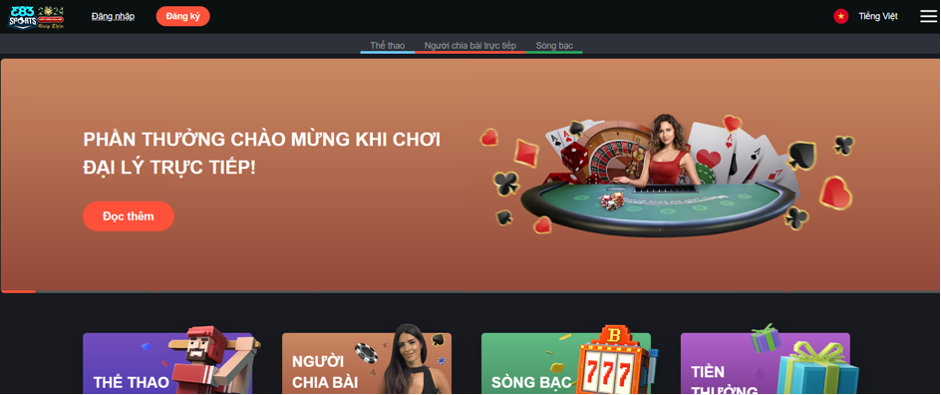 E83
SPORTS
2024
Giáp Thìn
Đăng nhập
Đăng ký
Tiếng Việt
Thể thao
Người chia bài trực tiếp
Sòng bạc
PHẦN THƯỞNG CHÀO MỪNG KHI CHƠI
ĐẠI LÝ TRỰC TIẾP!
Đọc thêm
THỂ THAO
NGƯỜI
CHIA BÀI
SÒNG BẠC
B
777
TIỀN
THƯỞNG